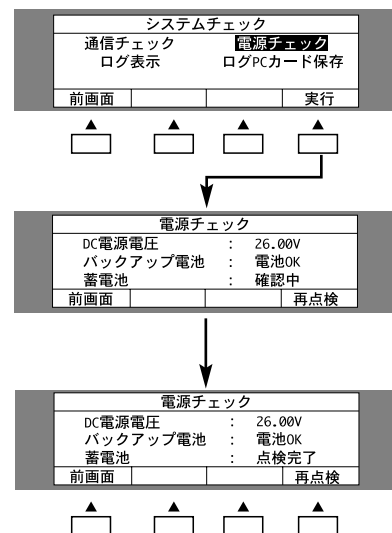 システムチェック
通信チェック 電源チェック
ログ表示 ログPCカード保存
前画面 実行
電源チェック
DC電源電圧 : 26.00V
バックアップ電池 : 電池OK
蓄電池 : 確認中
前画面 再点検
電源チェック
DC電源電圧 : 26.00V
バックアップ電池 : 電池OK
蓄電池 : 点検完了
前画面 再点検